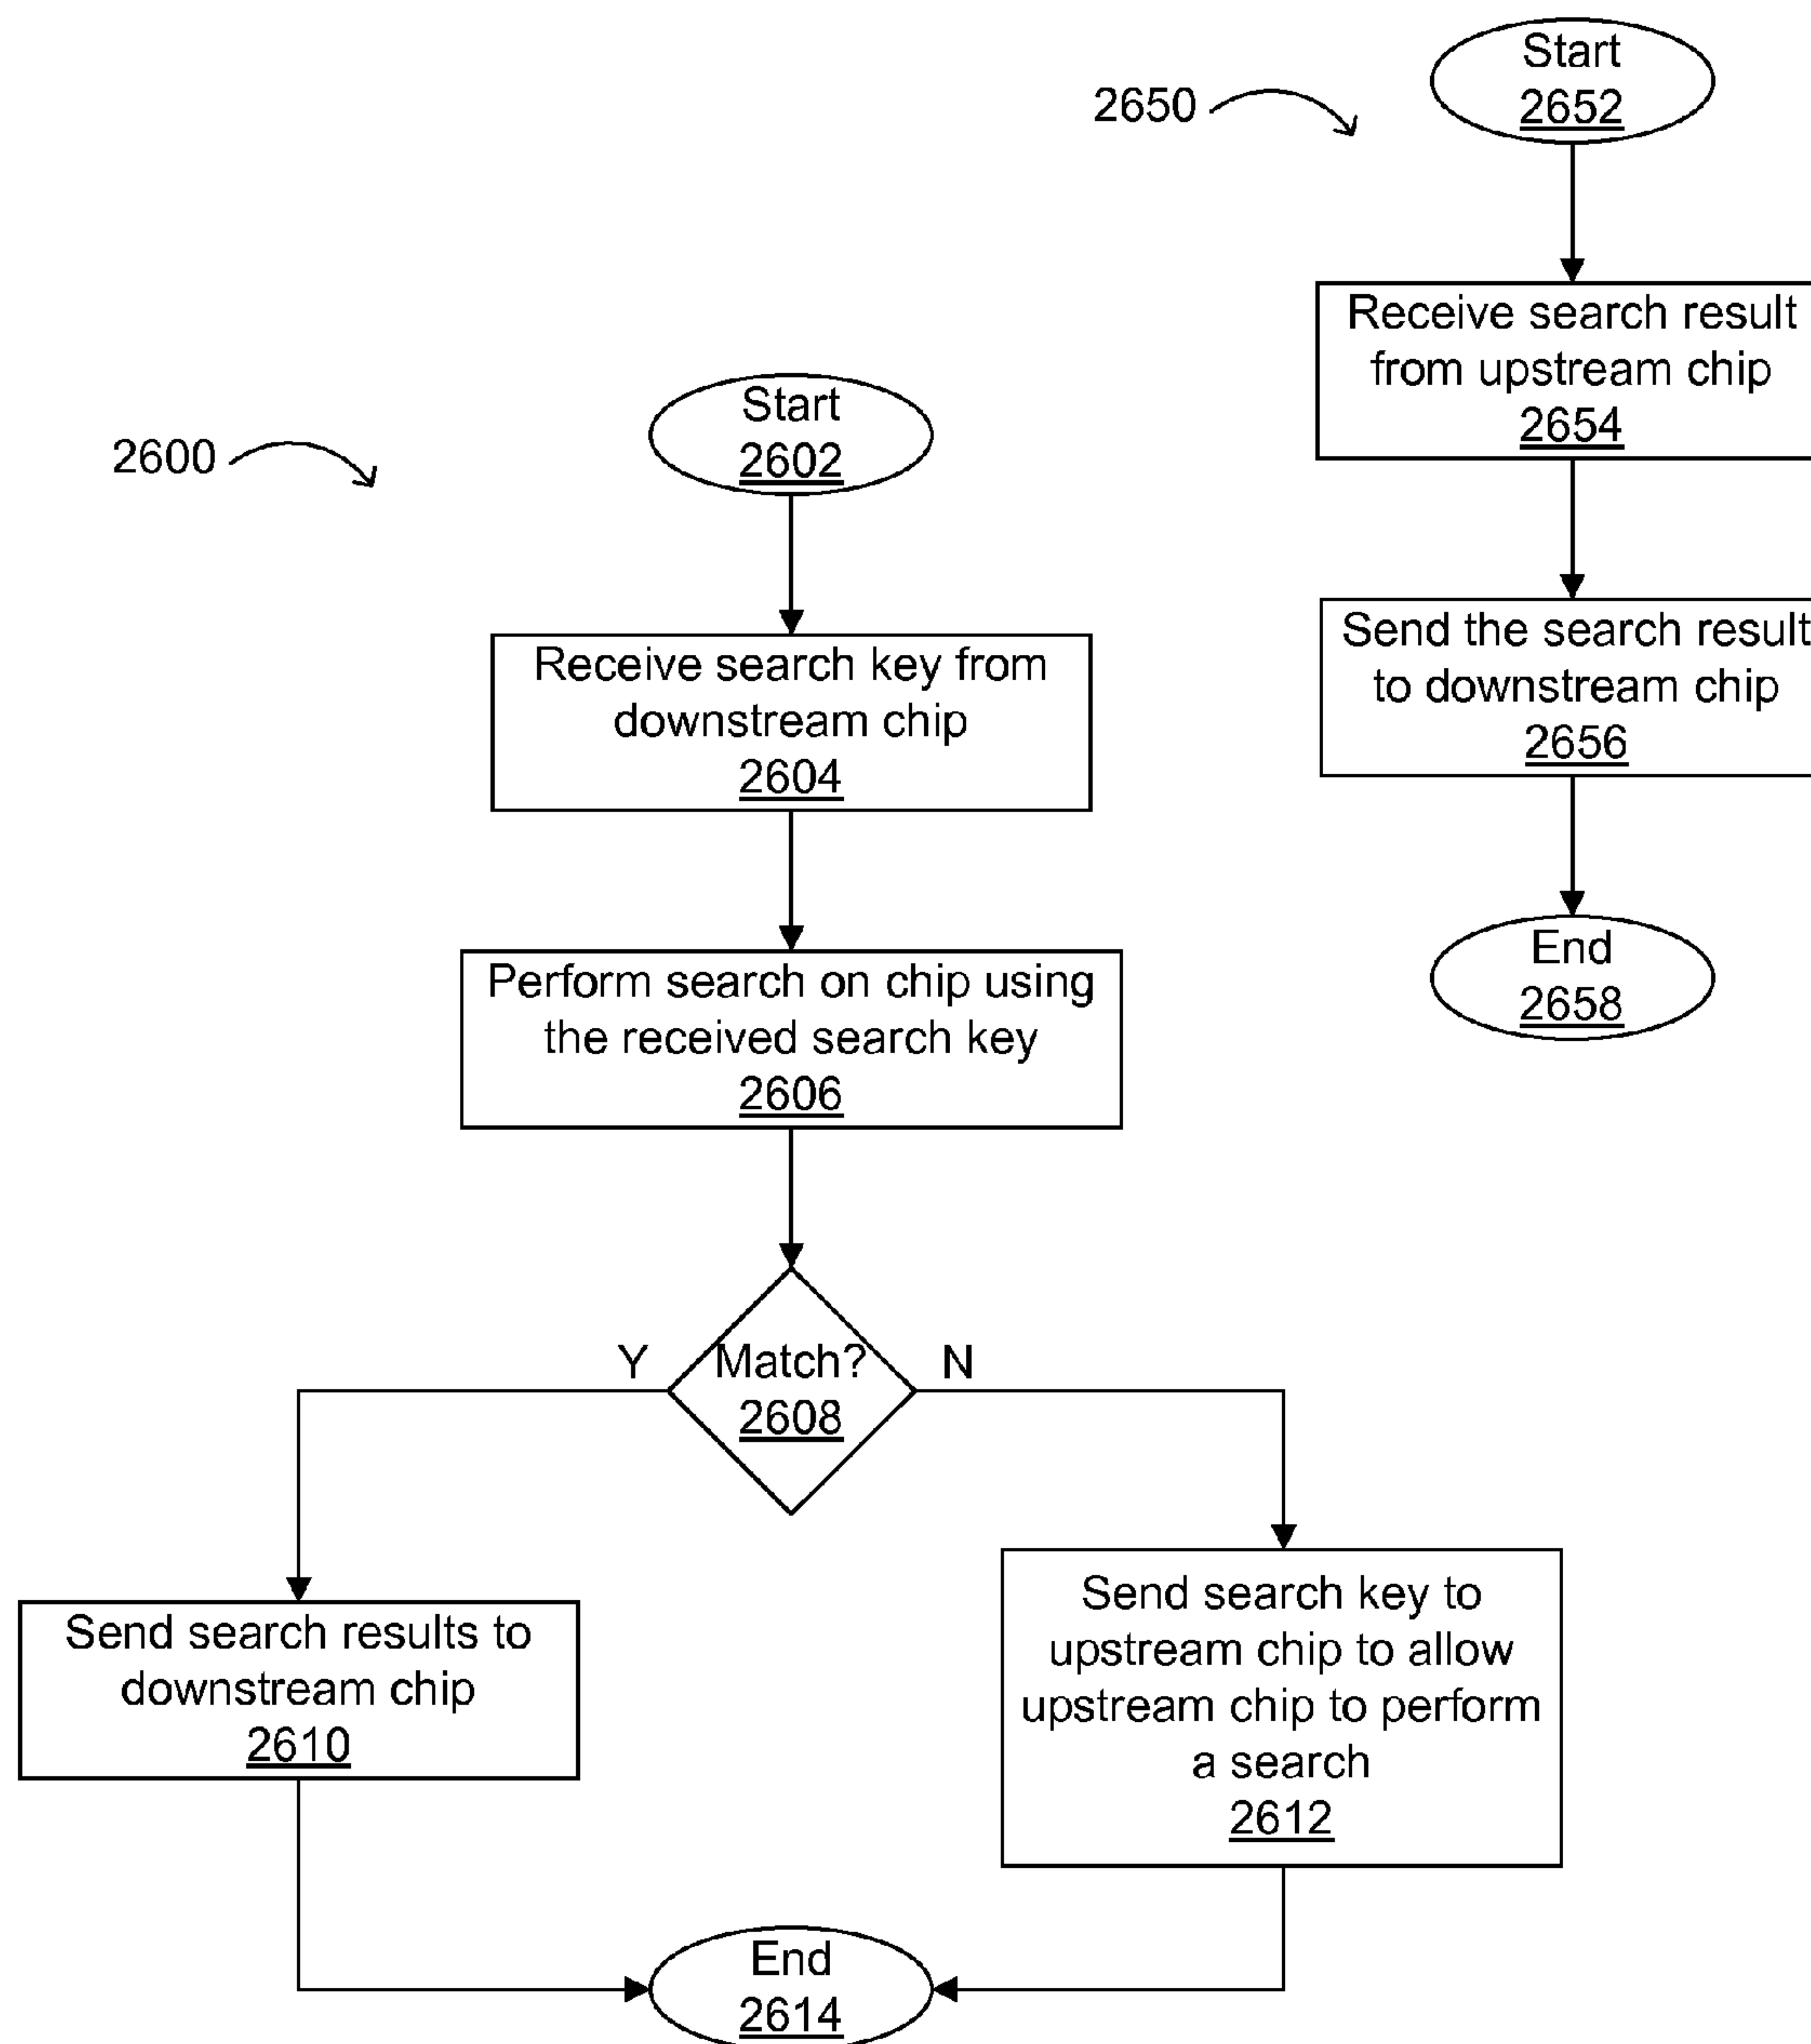 2600
Start
2602
Receive search key from
downstream chip
2604
Perform search on chip using
the received search key
2606
Match?
2608
Y
N
Send search results to
downstream chip
2610
Send search key to
upstream chip to allow
upstream chip to perform
a search
2612
End
2614
2650
Start
2652
Receive search result
from upstream chip
2654
Send the search result
to downstream chip
2656
End
2658